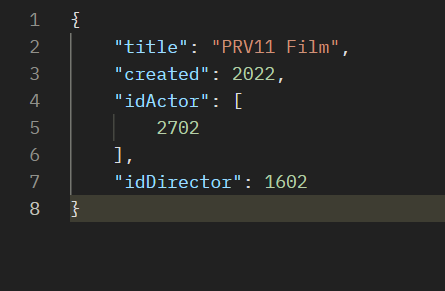 1 {
2 "title": "PRV11 Film",
3 "created": 2022,
4 "idActor": [
5 2702
6 ],
7 "idDirector": 1602
8 }